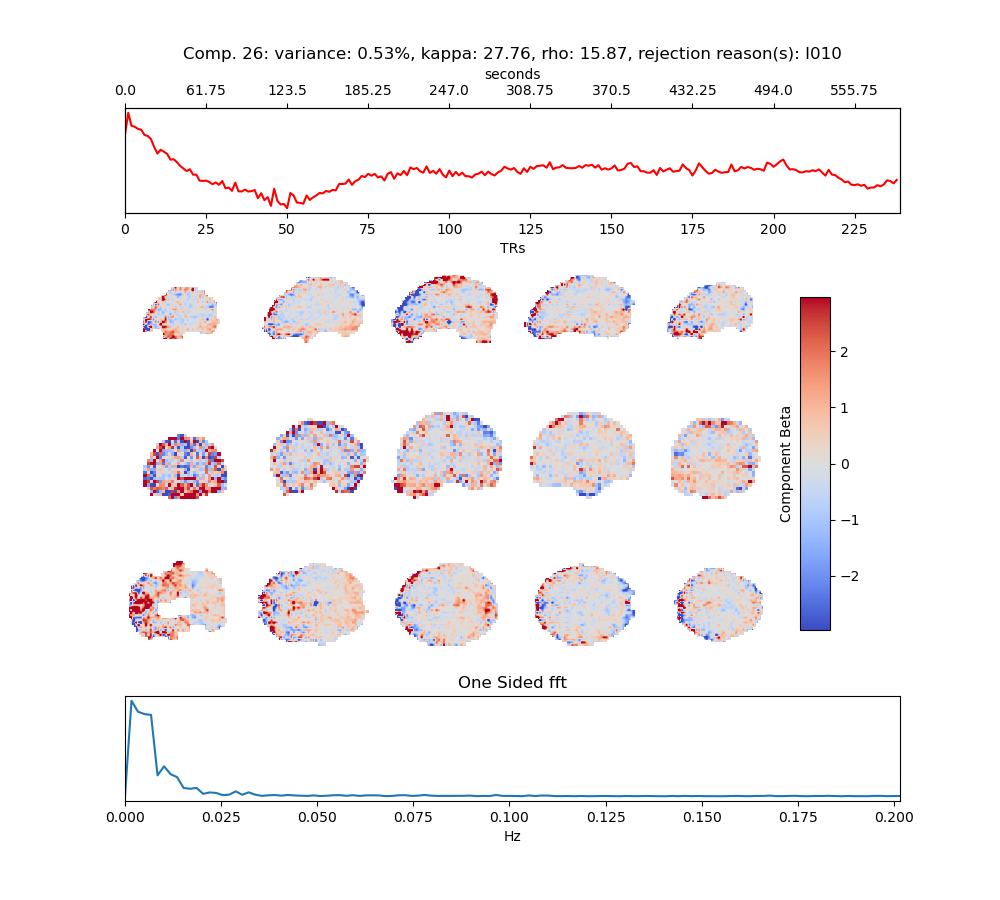 Comp. 26: variance: 0.53%, kappa: 27.76, rho: 15.87, rejection reason(s): I010
seconds
0.0 61.75 123.5 185.25 247.0 308.75 370.5 432.25 494.0 555.75
0 25 50 75 100 125 150 175 200 225
TRs
2
1
0
−1
−2
Component Beta
One Sided fft
0.000 0.025 0.050 0.075 0.100 0.125 0.150 0.175 0.200
Hz